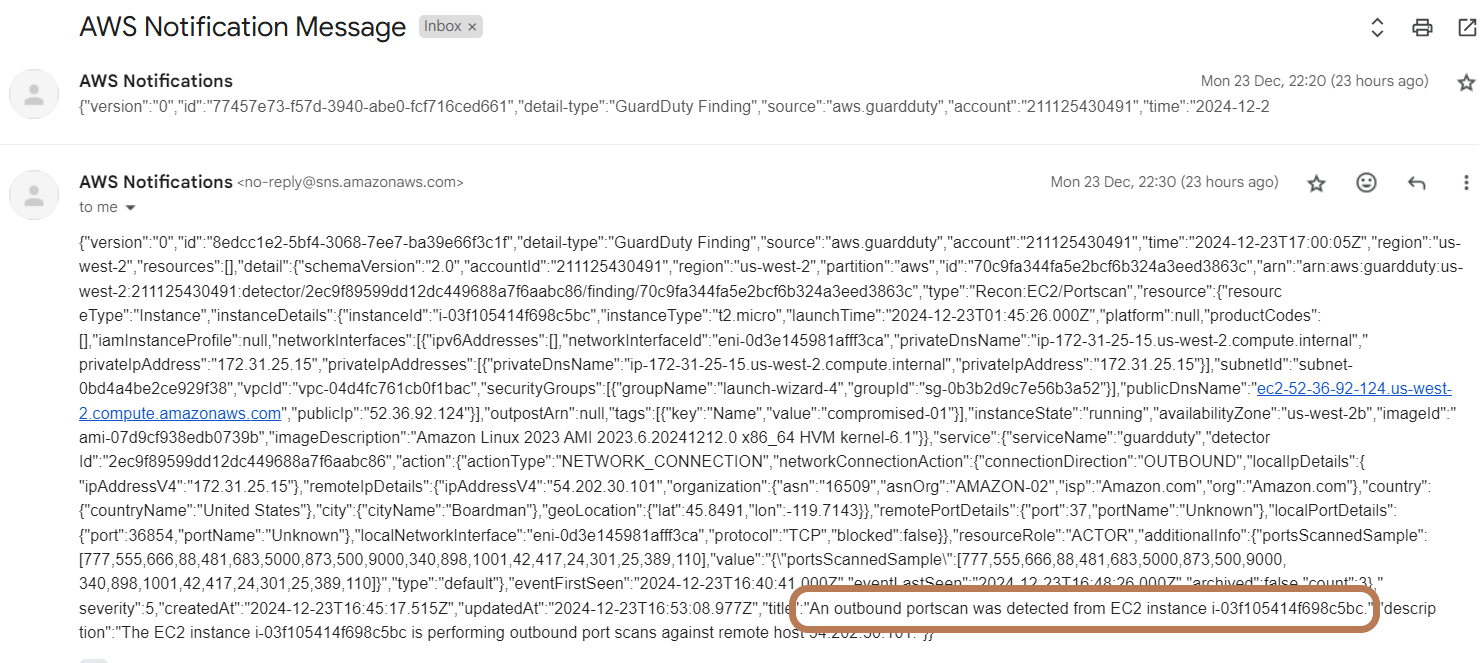 AWS Notification Message Inbox ×
AWS Notifications Mon 23 Dec, 22:20 (23 hours ago)
{"version":"0","id":"77457e73-f57d-3940-abe0-fcf716ced661","detail-type":"GuardDuty Finding","source":"aws.guardduty","account":"211125430491","time":"2024-12-2
AWS Notifications <no-reply@sns.amazonaws.com> Mon 23 Dec, 22:30 (23 hours ago)
to me
{"version":"0","id":"8edcc1e2-5bf4-3068-7ee7-ba39e66f3c1f","detail-type":"GuardDuty Finding","source":"aws.guardduty","account":"211125430491","time":"2024-12-23T17:00:05Z","region":"us-
west-2","resources":[],"detail":{"schemaVersion":"2.0","accountId":"211125430491","region":"us-west-2","partition":"aws","id":"70c9fa344fa5e2bcf6b324a3eed3863c","arn":"arn:aws:guardduty:us-
west-2:211125430491:detector/2ec9f89599dd12dc449688a7f6aabc86/finding/70c9fa344fa5e2bcf6b324a3eed3863c","type":"Recon:EC2/Portscan","resource":{"resourc
eType":"Instance","instanceDetails":{"instanceId":"i-03f105414f698c5bc","instanceType":"t2.micro","launchTime":"2024-12-23T01:45:26.000Z","platform":null,"productCodes":
[],"iamInstanceProfile":null,"networkInterfaces":[{"ipv6Addresses":[],"networkInterfaceId":"eni-0d3e145981afff3ca","privateDnsName":"ip-172-31-25-15.us-west-2.compute.internal","
privateIpAddress":"172.31.25.15","privateIpAddresses":[{"privateDnsName":"ip-172-31-25-15.us-west-2.compute.internal","privateIpAddress":"172.31.25.15"}],"subnetId":"subnet-
0bd4a4be2ce929f38","vpcId":"vpc-04d4fc761cb0f1bac","securityGroups":[{"groupName":"launch-wizard-4","groupId":"sg-0b3b2d9c7e56b3a52"}],"publicDnsName":"ec2-52-36-92-124.us-west-
2.compute.amazonaws.com","publicIp":"52.36.92.124"}],"outpostArn":null,"tags":[{"key":"Name","value":"compromised-01"}],"instanceState":"running","availabilityZone":"us-west-2b","imageId":"
ami-07d9cf938edb0739b","imageDescription":"Amazon Linux 2023 AMI 2023.6.20241212.0 x86_64 HVM kernel-6.1"}},"service":{"serviceName":"guardduty","detector
Id":"2ec9f89599dd12dc449688a7f6aabc86","action":{"actionType":"NETWORK_CONNECTION","networkConnectionAction":{"connectionDirection":"OUTBOUND","localIpDetails":{
"ipAddressV4":"172.31.25.15"},"remoteIpDetails":{"ipAddressV4":"54.202.30.101","organization":{"asn":"16509","asnOrg":"AMAZON-02","isp":"Amazon.com","org":"Amazon.com"},"country":
{"countryName":"United States"},"city":{"cityName":"Boardman"},"geoLocation":{"lat":45.8491,"lon":-119.7143}},"remotePortDetails":{"port":37,"portName":"Unknown"},"localPortDetails":
{"port":36854,"portName":"Unknown"},"localNetworkInterface":"eni-0d3e145981afff3ca","protocol":"TCP","blocked":false}},"resourceRole":"ACTOR","additionalInfo":{"portsScannedSample":
[777,555,666,88,481,683,5000,873,500,9000,340,898,1001,42,417,24,301,25,389,110],"value":"{\"portsScannedSample\":[777,555,666,88,481,683,5000,873,500,9000,
340,898,1001,42,417,24,301,25,389,110]}","type":"default"},"eventFirstSeen":"2024-12-23T16:40:41.000Z","eventLastSeen":"2024-12-23T16:48:26.000Z","archived":false,"count":3},"
severity":5,"createdAt":"2024-12-23T16:45:17.515Z","updatedAt":"2024-12-23T16:53:08.977Z","title":"An outbound portscan was detected from EC2 instance i-03f105414f698c5bc.","descrip
tion":"The EC2 instance i-03f105414f698c5bc is performing outbound port scans against remote host 54.202.30.101."}}